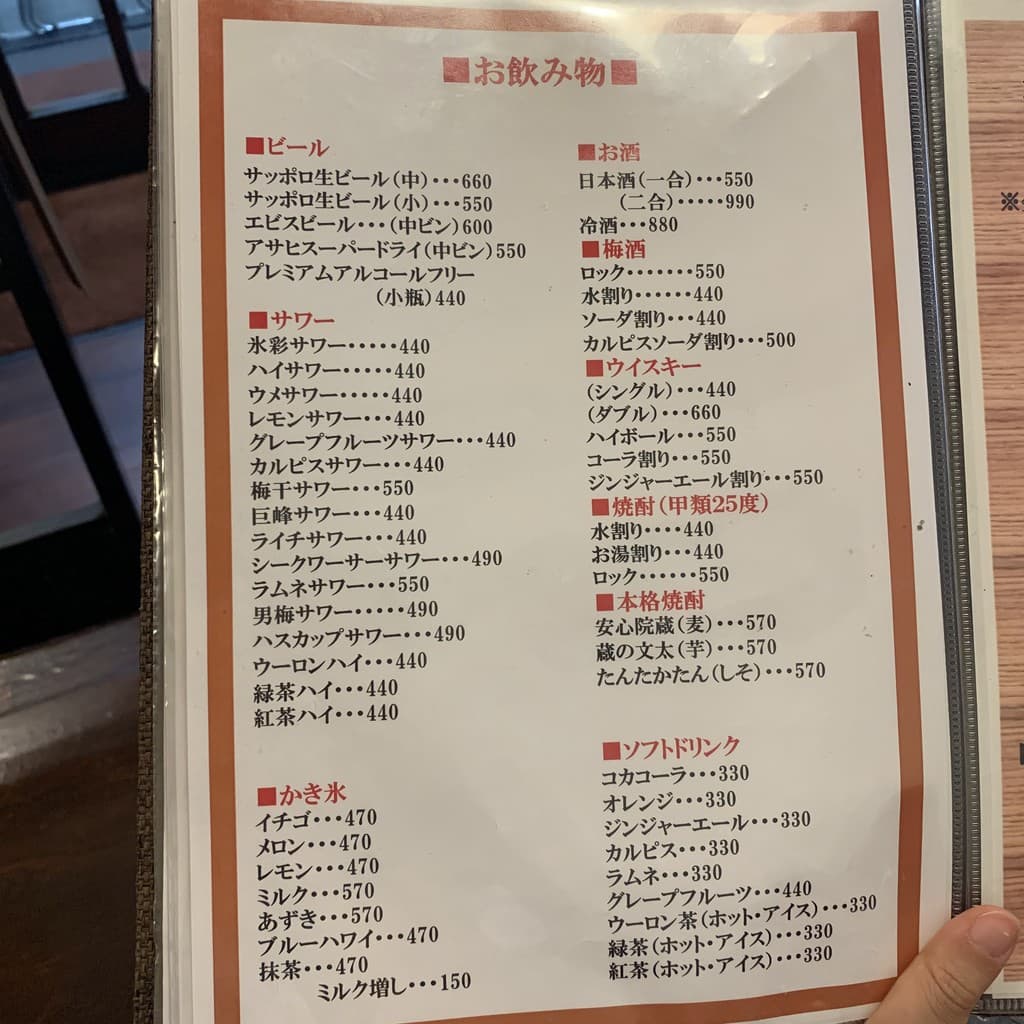 ■お飲み物■
■ビール
サッポロ生ビール(中)・・・660
サッポロ生ビール(小)・・・550
エビスビール・・・(中ビン)600
アサヒスーパードライ(中ビン)550
プレミアムアルコールフリー
(小瓶)440
■サワー
氷彩サワー・・・・・440
ハイサワー・・・・・440
ウメサワー・・・・・440
レモンサワー・・・440
グレープフルーツサワー・・・440
カルピスサワー・・・440
梅干サワー・・・550
巨峰サワー・・・440
ライチサワー・・・440
シークワーサーサワー・・・490
ラムネサワー・・・550
男梅サワー・・・・・490
ハスカップサワー・・・490
ウーロンハイ・・・440
緑茶ハイ・・・440
紅茶ハイ・・・440
■かき氷
イチゴ・・・470
メロン・・・470
レモン・・・470
ミルク・・・570
あずき・・・570
ブルーハワイ・・・470
抹茶・・・470
ミルク増し・・・150
■お酒
日本酒(一合)・・・550
(二合)・・・・・990
冷酒・・・880
■梅酒
ロック・・・・・・・550
水割り・・・・・・440
ソーダ割り・・・440
カルピスソーダ割り・・・500
■ウイスキー
(シングル)・・・440
(ダブル)・・・660
ハイボール・・・550
コーラ割り・・・550
ジンジャーエール割り・・・550
■焼酎(甲類25度)
水割り・・・・440
お湯割り・・・440
ロック・・・・・・550
■本格焼酎
安心院蔵(麦)・・・570
蔵の文太(芋)・・・570
たんたかたん(しそ)・・・570
■ソフトドリンク
コカコーラ・・・330
オレンジ・・・330
ジンジャーエール・・・330
カルピス・・・330
ラムネ・・・330
グレープフルーツ・・・440
ウーロン茶(ホット・アイス)・・・330
緑茶(ホット・アイス)・・・330
紅茶(ホット・アイス)・・・330
※